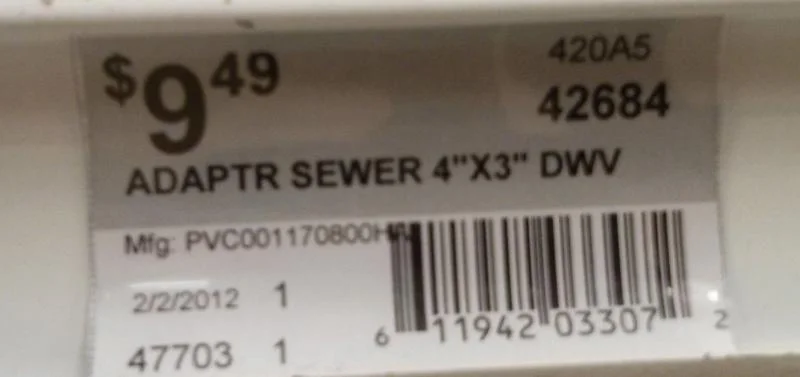 $9 49
420A5
42684
ADAPTR SEWER 4"X3" DWV
Mfg: PVC001170800H
2/2/2012 1
47703 1
6 11942 03307 2